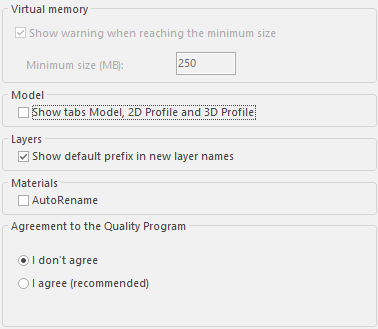 Virtual memory
Show warning when reaching the minimum size
Minimum size (MB): 250
Model
Show tabs Model, 2D Profile and 3D Profile
Layers
Show default prefix in new layer names
Materials
AutoRename
Agreement to the Quality Program
I don't agree
I agree (recommended)